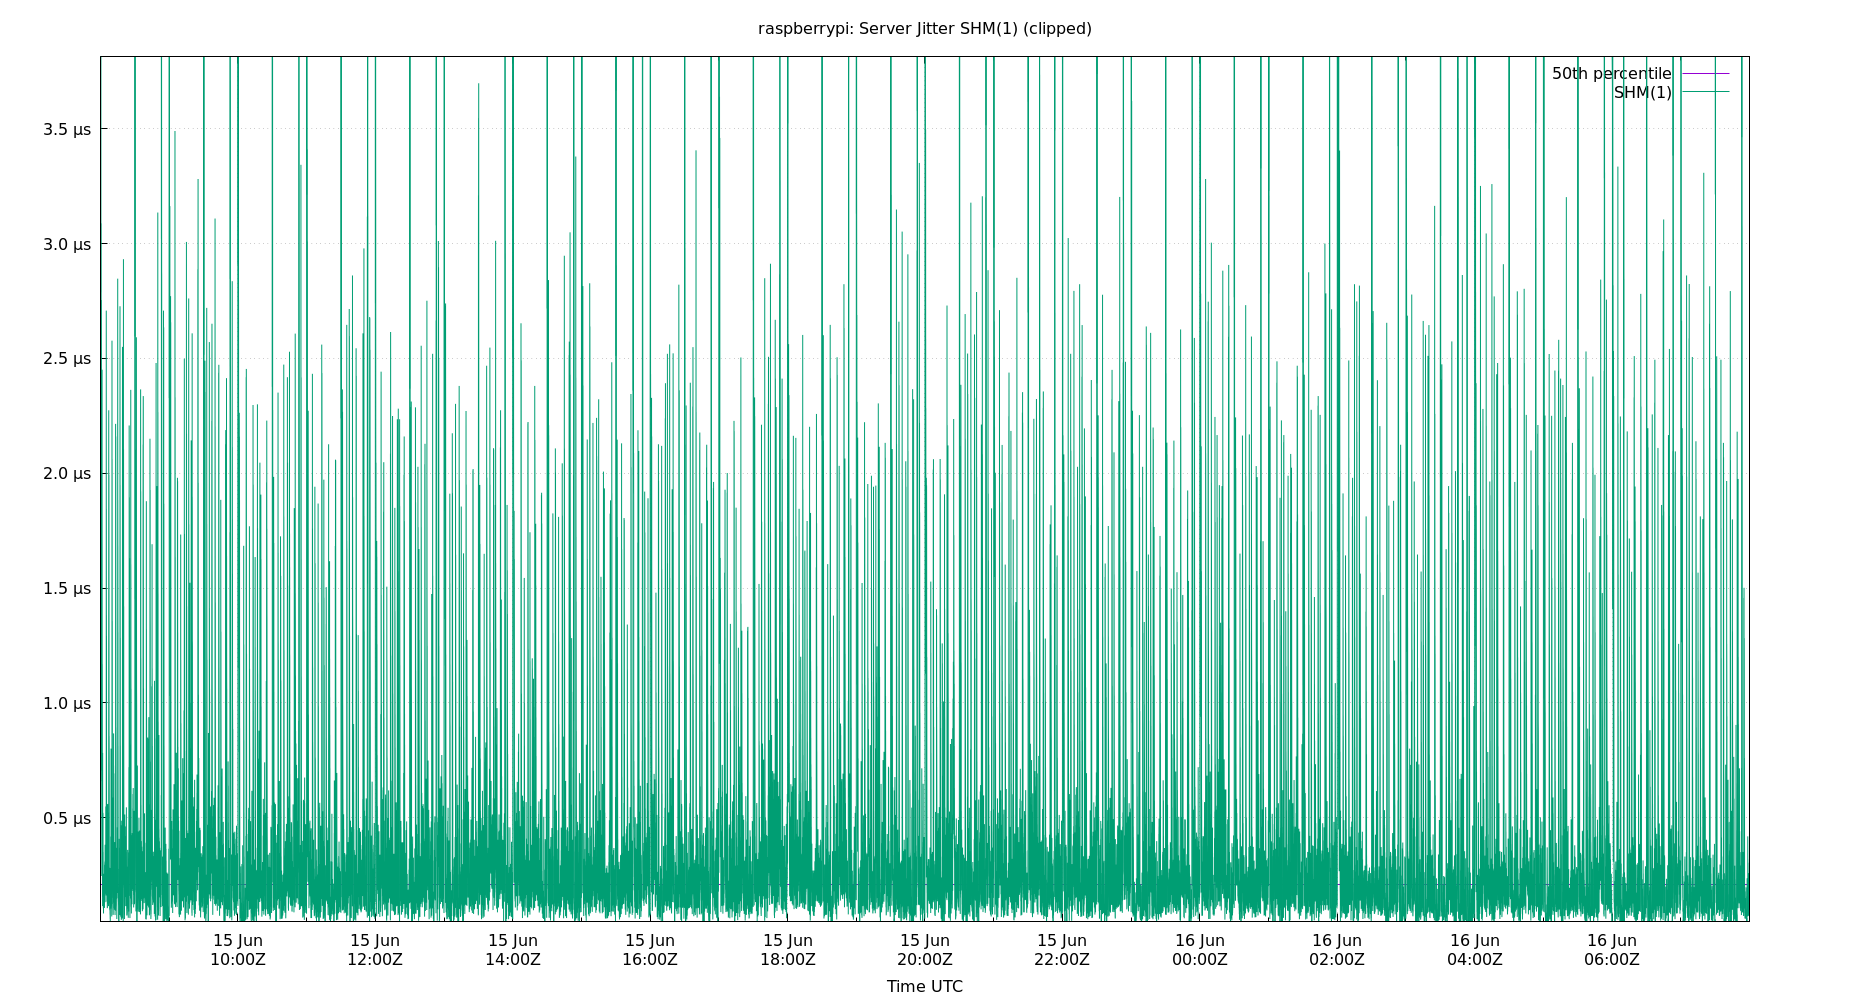 raspberrypi: Server Jitter SHM(1) (clipped)
50th percentile
SHM(1)
3.5 µs
3.0 µs
2.5 µs
2.0 µs
1.5 µs
1.0 µs
0.5 µs
15 Jun 15 Jun 15 Jun 15 Jun 15 Jun 15 Jun 15 Jun 16 Jun 16 Jun 16 Jun 16 Jun
10:00Z 12:00Z 14:00Z 16:00Z 18:00Z 20:00Z 22:00Z 00:00Z 02:00Z 04:00Z 06:00Z
Time UTC